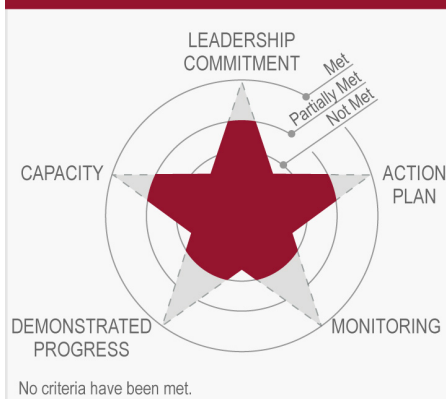 LEADERSHIP
COMMITMENT
Met
Partially Met
Not Met
CAPACITY
ACTION
PLAN
DEMONSTRATED
PROGRESS
MONITORING
No criteria have been met.